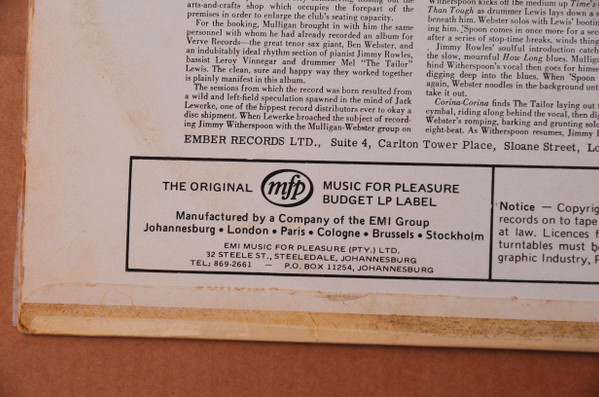 arts-and-crafts shop which occupies the forepart of the
premises in order to enlarge the club's seating capacity.
For the booking, Mulligan brought in with him the same
personnel with whom he had already recorded an album for
Verve Records—the great tenor sax giant, Ben Webster, and
an indubitably ideal rhythm section of pianist Jimmy Rowles,
bassist Leroy Vinnegar and drummer Mel "The Tailor"
Lewis. The clean, sure and happy way they worked together
is plainly manifest in this album.
The sessions from which the record was born resulted from
a wild and left-field speculation spawned in the mind of Jack
Lewerke, one of the hippest record distributors ever to okay a
disc shipment. When Lewerke broached the subject of record-
ing Jimmy Witherspoon with the Mulligan-Webster group on
Witherspoon kicks off the medium up Time's
Than Tough as drummer Lewis lays down a s
beneath him. Webster solos with Lewis' bootin
ing him. 'Spoon comes in once more for a seco
after a series of stop-time breaks, winds thing
Jimmy Rowles' soulful introduction catch
the slow, mournful How Long blues. Mulligan
hind Witherspoon's vocal then goes for himse
digging deep into the blues. When 'Spoon
again, Webster noodles in the background unti
take it out.
Corina-Corina finds The Tailor laying out t
cymbal, riding along behind the vocal, then dig
Webster's romping, barking and grunting solo
eight-beat. As Witherspoon resumes, Jimmy
EMBER RECORDS LTD., Suite 4, Carlton Tower Place, Sloane Street, Lo
THE ORIGINAL mfp MUSIC FOR PLEASURE
BUDGET LP LABEL
Manufactured by a Company of the EMI Group
Johannesburg • London • Paris • Cologne • Brussels • Stockholm
EMI MUSIC FOR PLEASURE (PTY.) LTD.
32 STEELE ST., STEELEDALE, JOHANNESBURG
TEL: 869-2661 — P.O. BOX 11254, JOHANNESBURG
Notice — Copyrig
records on to tape
at law. Licences f
turntables must b
graphic Industry, P